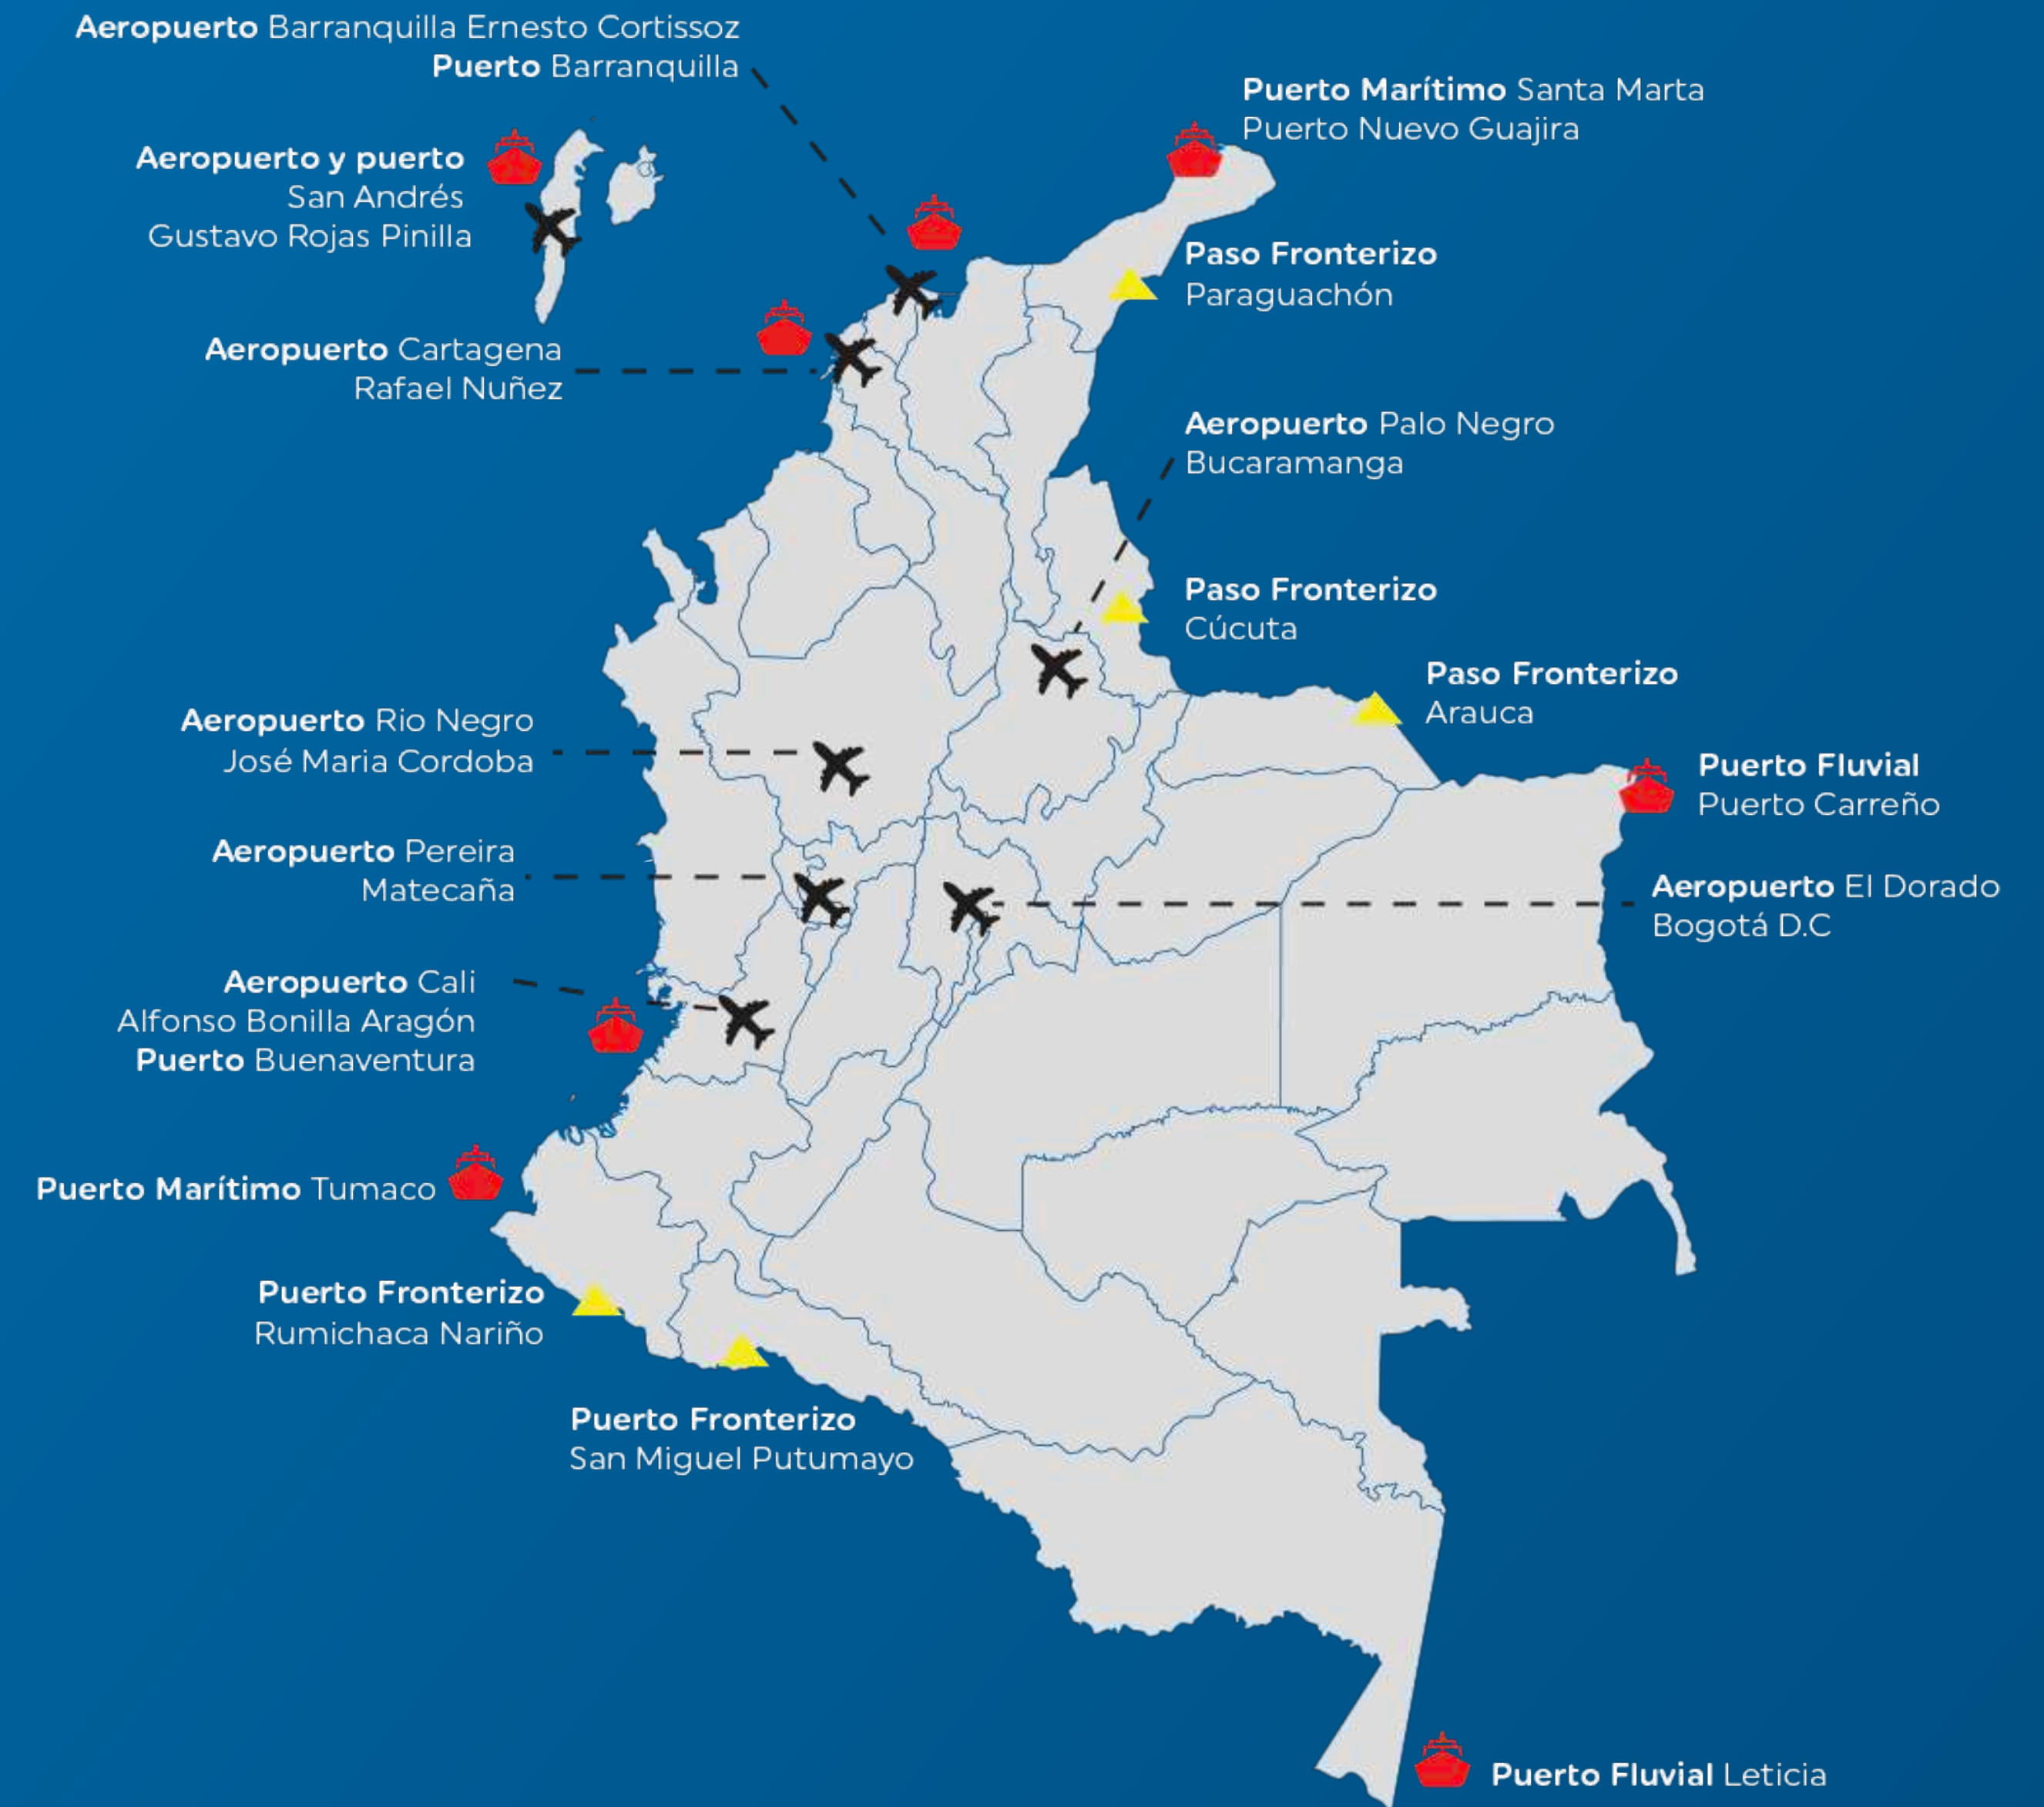 Aeropuerto Barranquilla Ernesto Cortissoz
Puerto Barranquilla
Puerto Marítimo Santa Marta
Puerto Nuevo Guajira
Aeropuerto y puerto
San Andrés
Gustavo Rojas Pinilla
Paso Fronterizo
Paraguachón
Aeropuerto Cartagena
Rafael Nuñez
Aeropuerto Palo Negro
Bucaramanga
Paso Fronterizo
Cúcuta
Paso Fronterizo
Arauca
Aeropuerto Rio Negro
José Maria Cordoba
Puerto Fluvial
Puerto Carreño
Aeropuerto Pereira
Matecaña
Aeropuerto El Dorado
Bogotá D.C
Aeropuerto Cali
Alfonso Bonilla Aragón
Puerto Buenaventura
Puerto Marítimo Tumaco
Puerto Fronterizo
Rumichaca Nariño
Puerto Fronterizo
San Miguel Putumayo
Puerto Fluvial Leticia